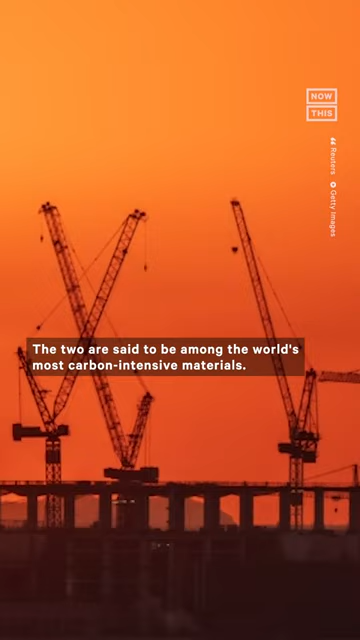 NOW
THIS
Reuters
Getty Images
The two are said to be among the world's
most carbon-intensive materials.